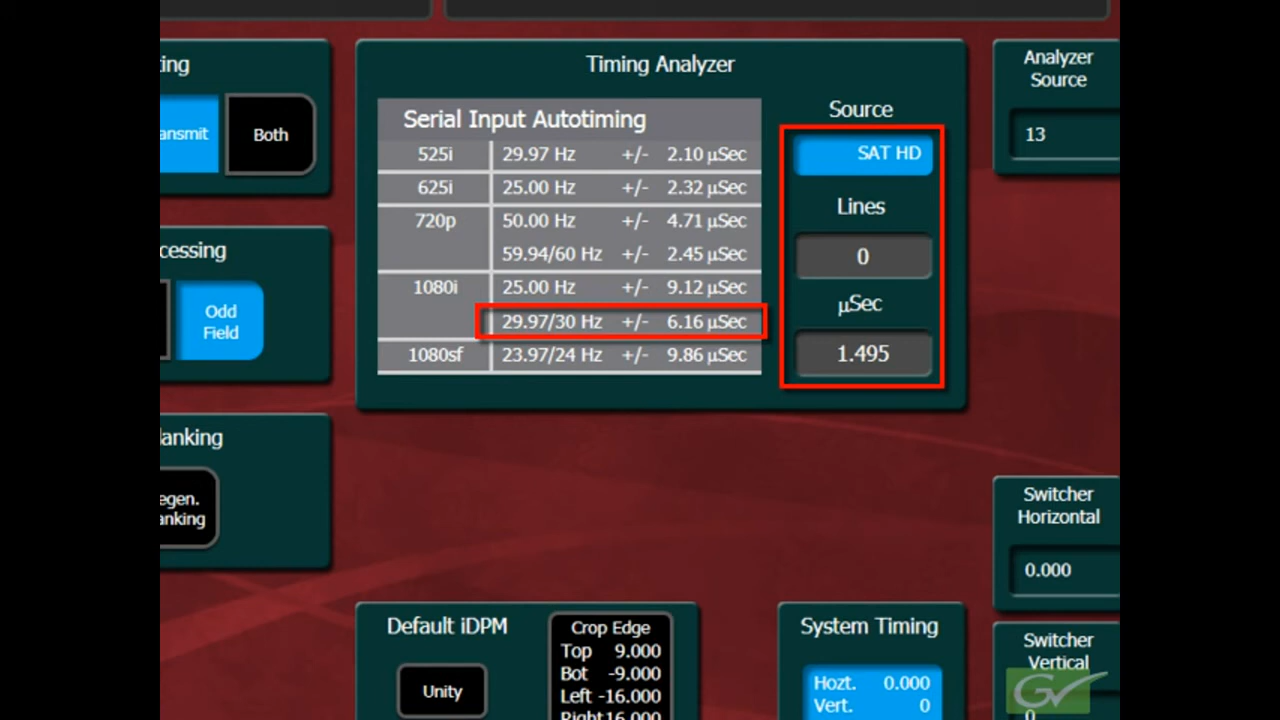 ing
ansmit
Both
cessing
Odd
Field
lanking
egen.
anking
Timing Analyzer
Serial Input Autotiming
525i 29.97 Hz +/- 2.10 µSec
625i 25.00 Hz +/- 2.32 µSec
720p 50.00 Hz +/- 4.71 µSec
59.94/60 Hz +/- 2.45 µSec
1080i 25.00 Hz +/- 9.12 µSec
29.97/30 Hz +/- 6.16 µSec
1080sf 23.97/24 Hz +/- 9.86 µSec
Source
SAT HD
Lines
0
µSec
1.495
Analyzer
Source
13
Default iDPM
Unity
Crop Edge
Top 9.000
Bot -9.000
Left -16.000
Right 16.000
System Timing
Hozt. 0.000
Vert. 0
Switcher
Horizontal
0.000
Switcher
Vertical
0
GV